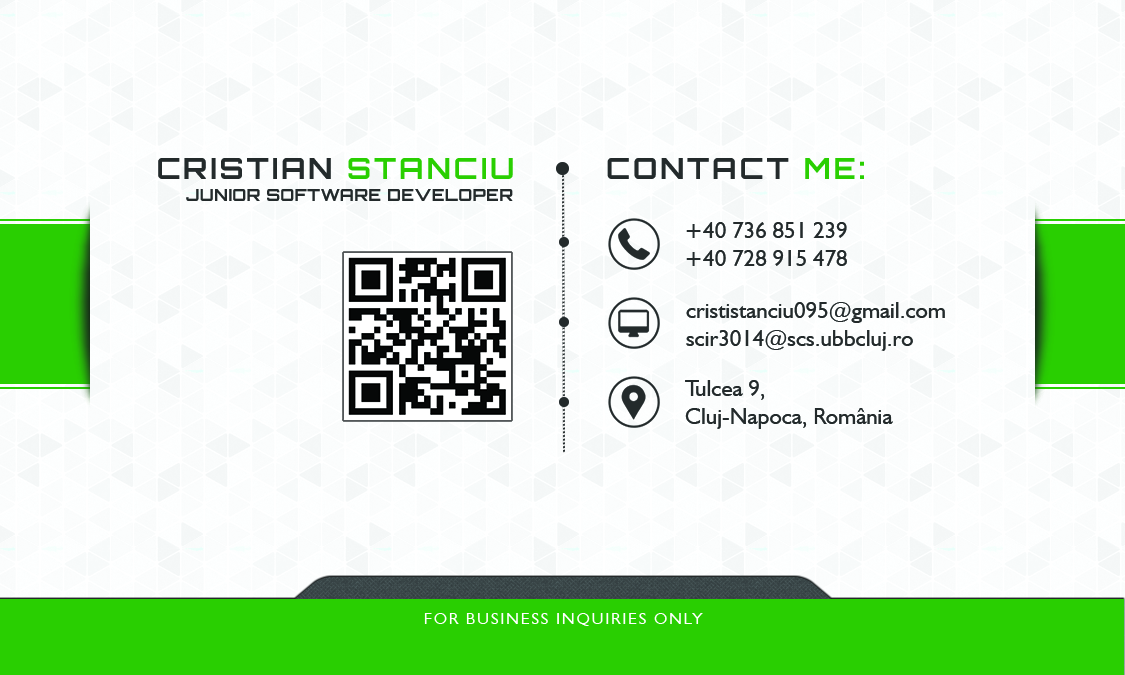 CRISTIAN STANCIU
JUNIOR SOFTWARE DEVELOPER
CONTACT ME:
+40 736 851 239
+40 728 915 478
crististanciu095@gmail.com
scir3014@scs.ubbcluj.ro
Tulcea 9,
Cluj-Napoca, România
FOR BUSINESS INQUIRIES ONLY